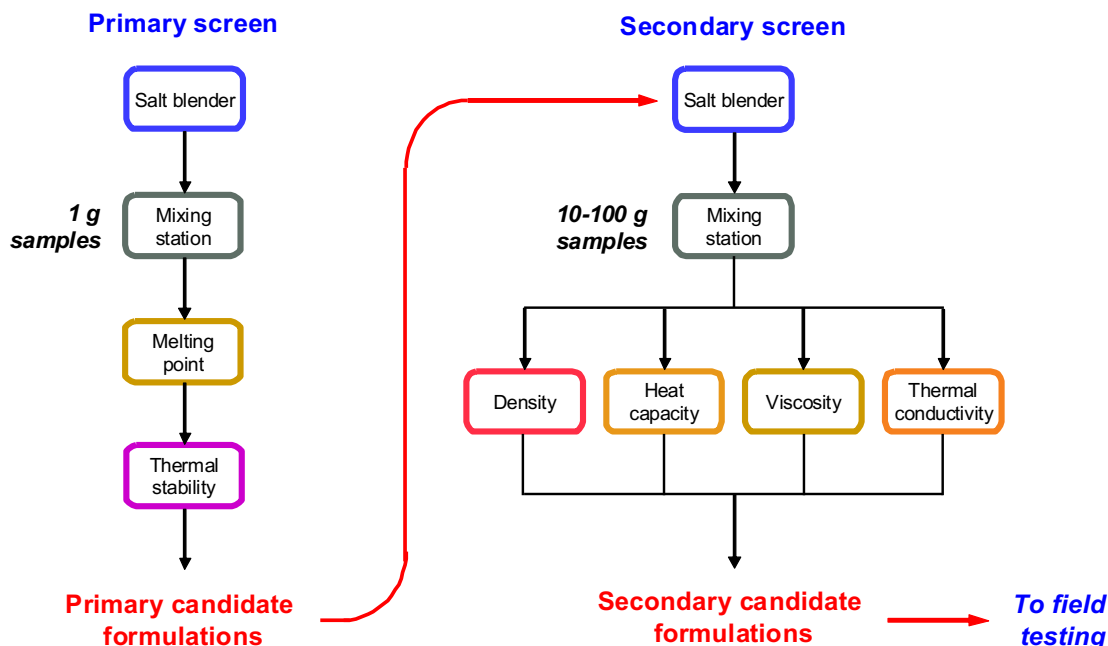 Primary screen
Salt blender
1 g
samples
Mixing
station
Melting
point
Thermal
stability
Primary candidate
formulations
Secondary screen
Salt blender
10-100 g
samples
Mixing
station
Density
Heat
capacity
Viscosity
Thermal
conductivity
Secondary candidate
formulations
To field
testing